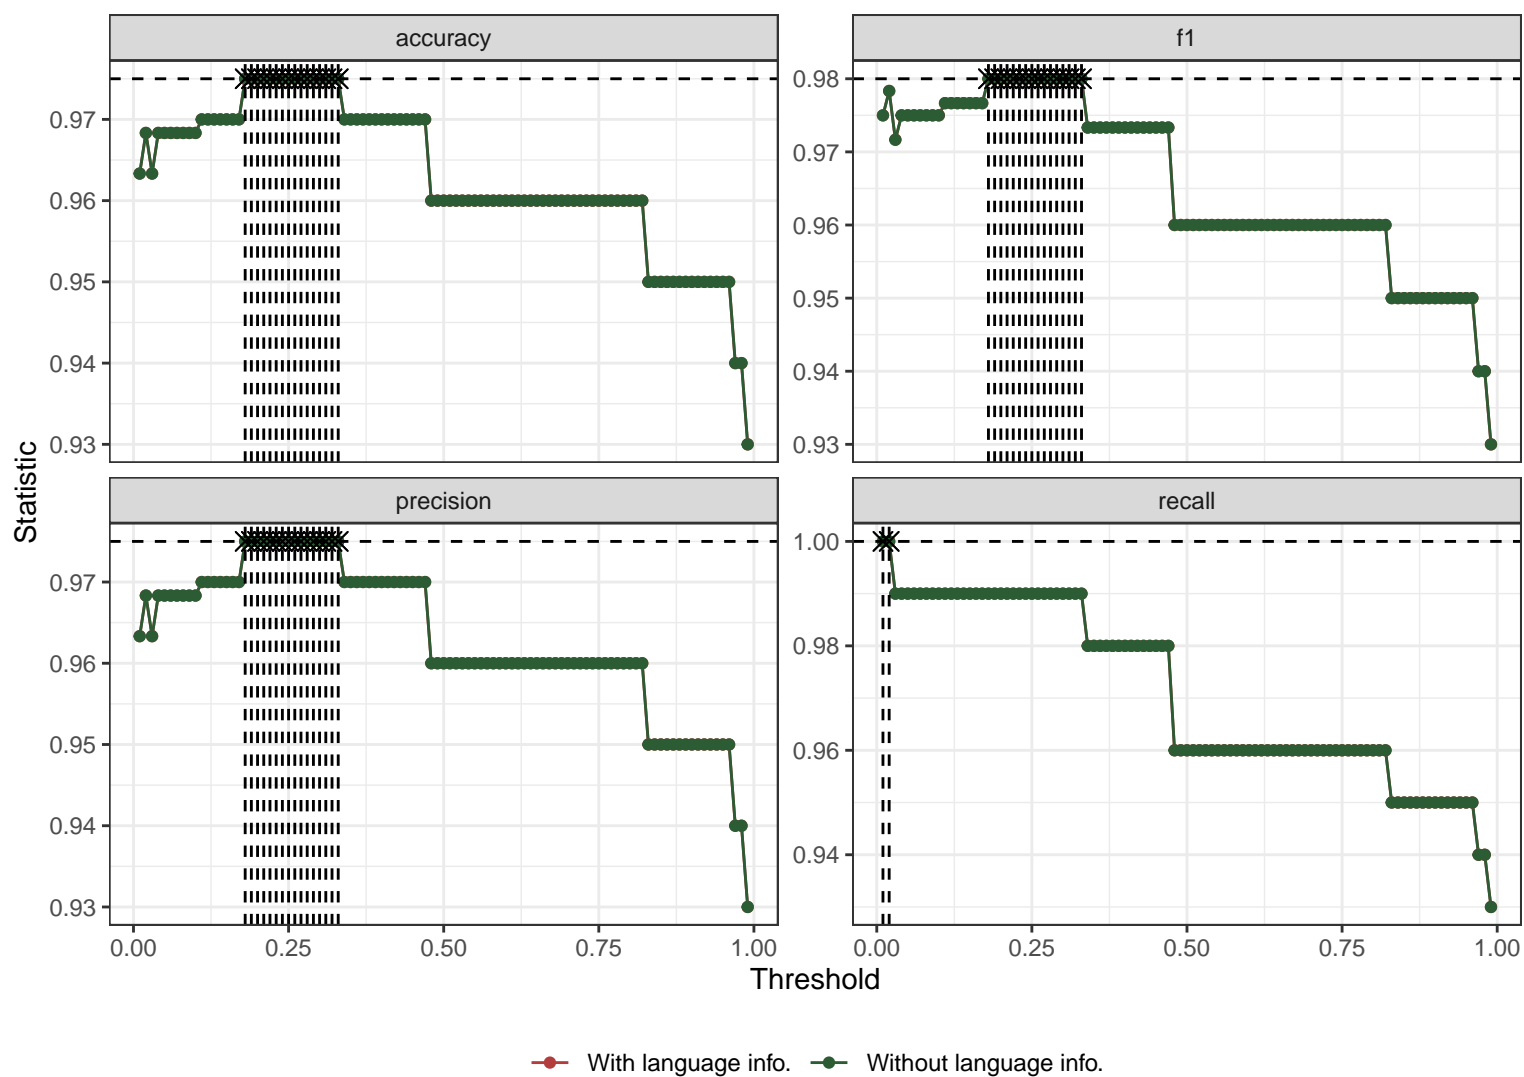 accuracy
f1
0.97
0.96
0.95
0.94
0.93
0.98
0.97
0.96
0.95
0.94
0.93
Statistic
precision
recall
0.97
0.96
0.95
0.94
0.93
1.00
0.98
0.96
0.94
0.00 0.25 0.50 0.75 1.00
0.00 0.25 0.50 0.75 1.00
Threshold
With language info. Without language info.